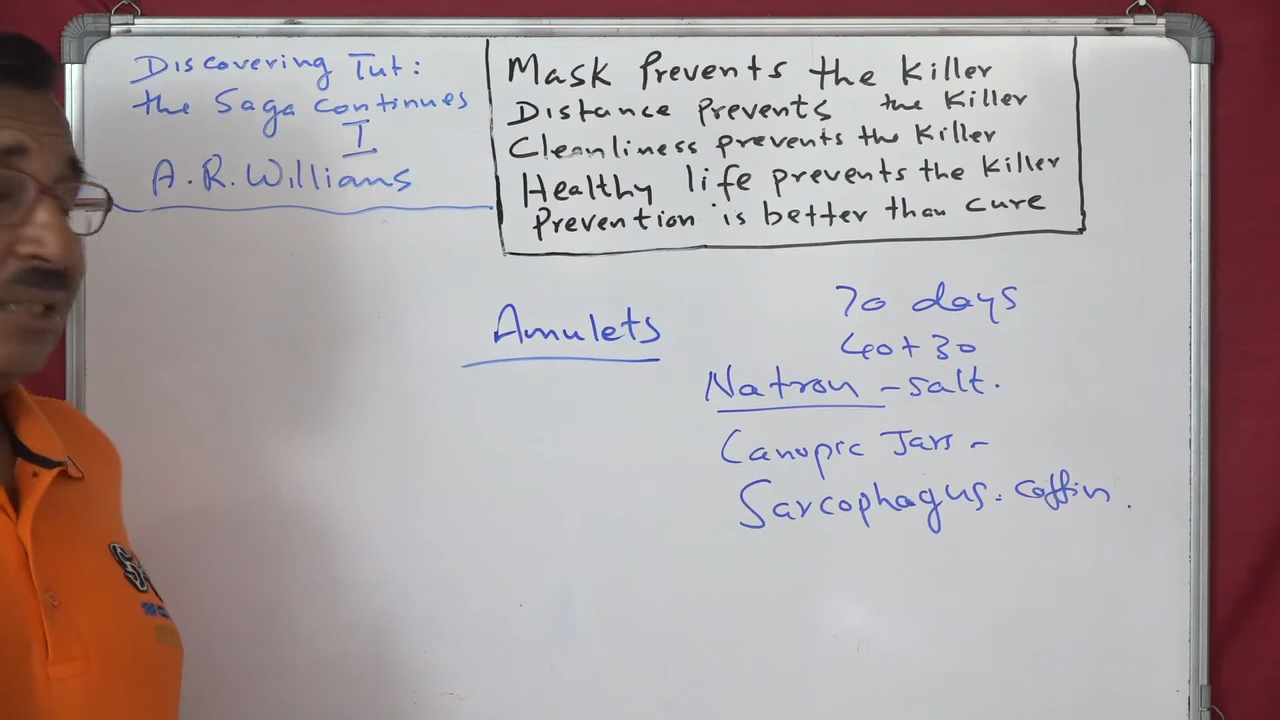 Discovering Tut:
the Saga continues
I
A.R. Willians
Mask Prevents the Killer
Distance prevents the Killer
Cleanliness prevents the Killer
Healthy life prevents the Killer
Prevention is better than cure
Amulets
70 days
40+30
Natron - salt.
Canopic Jars -
Sarcophagus. Coffin.